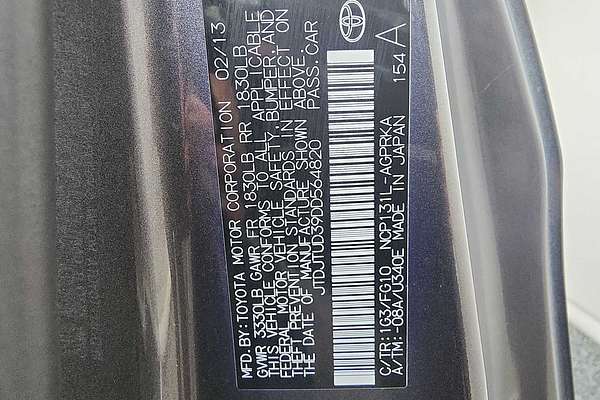 MFD. BY: TOYOTA MOTOR CORPORATION 02/13
GVWR 3330LB GAWR FR 1830LB RR 1830LB
THIS VEHICLE CONFORMS TO ALL APPLICABLE
FEDERAL MOTOR VEHICLE SAFETY, BUMPER, AND
THEFT PREVENTION STANDARDS IN EFFECT ON
THE DATE OF MANUFACTURE SHOWN ABOVE.
JTDJTUD39DD564820 PASS. CAR
C/TR: 1G3/FG10 NCP131L-AGPRKA
A/TM: -08A/U340E MADE IN JAPAN 154 A